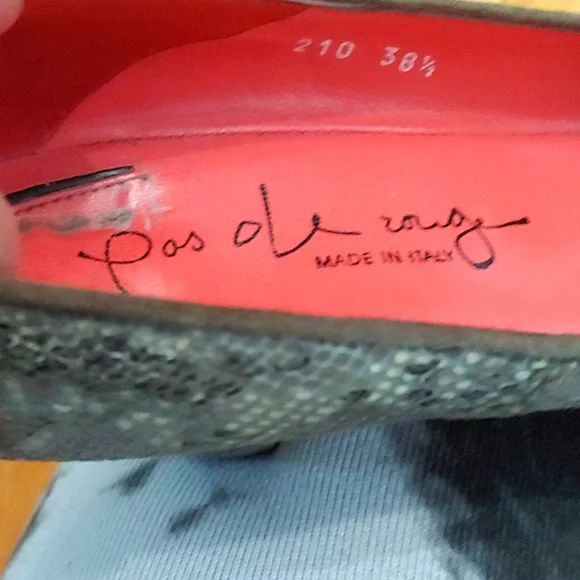 210 38½
Pas de rouge
MADE IN ITALY